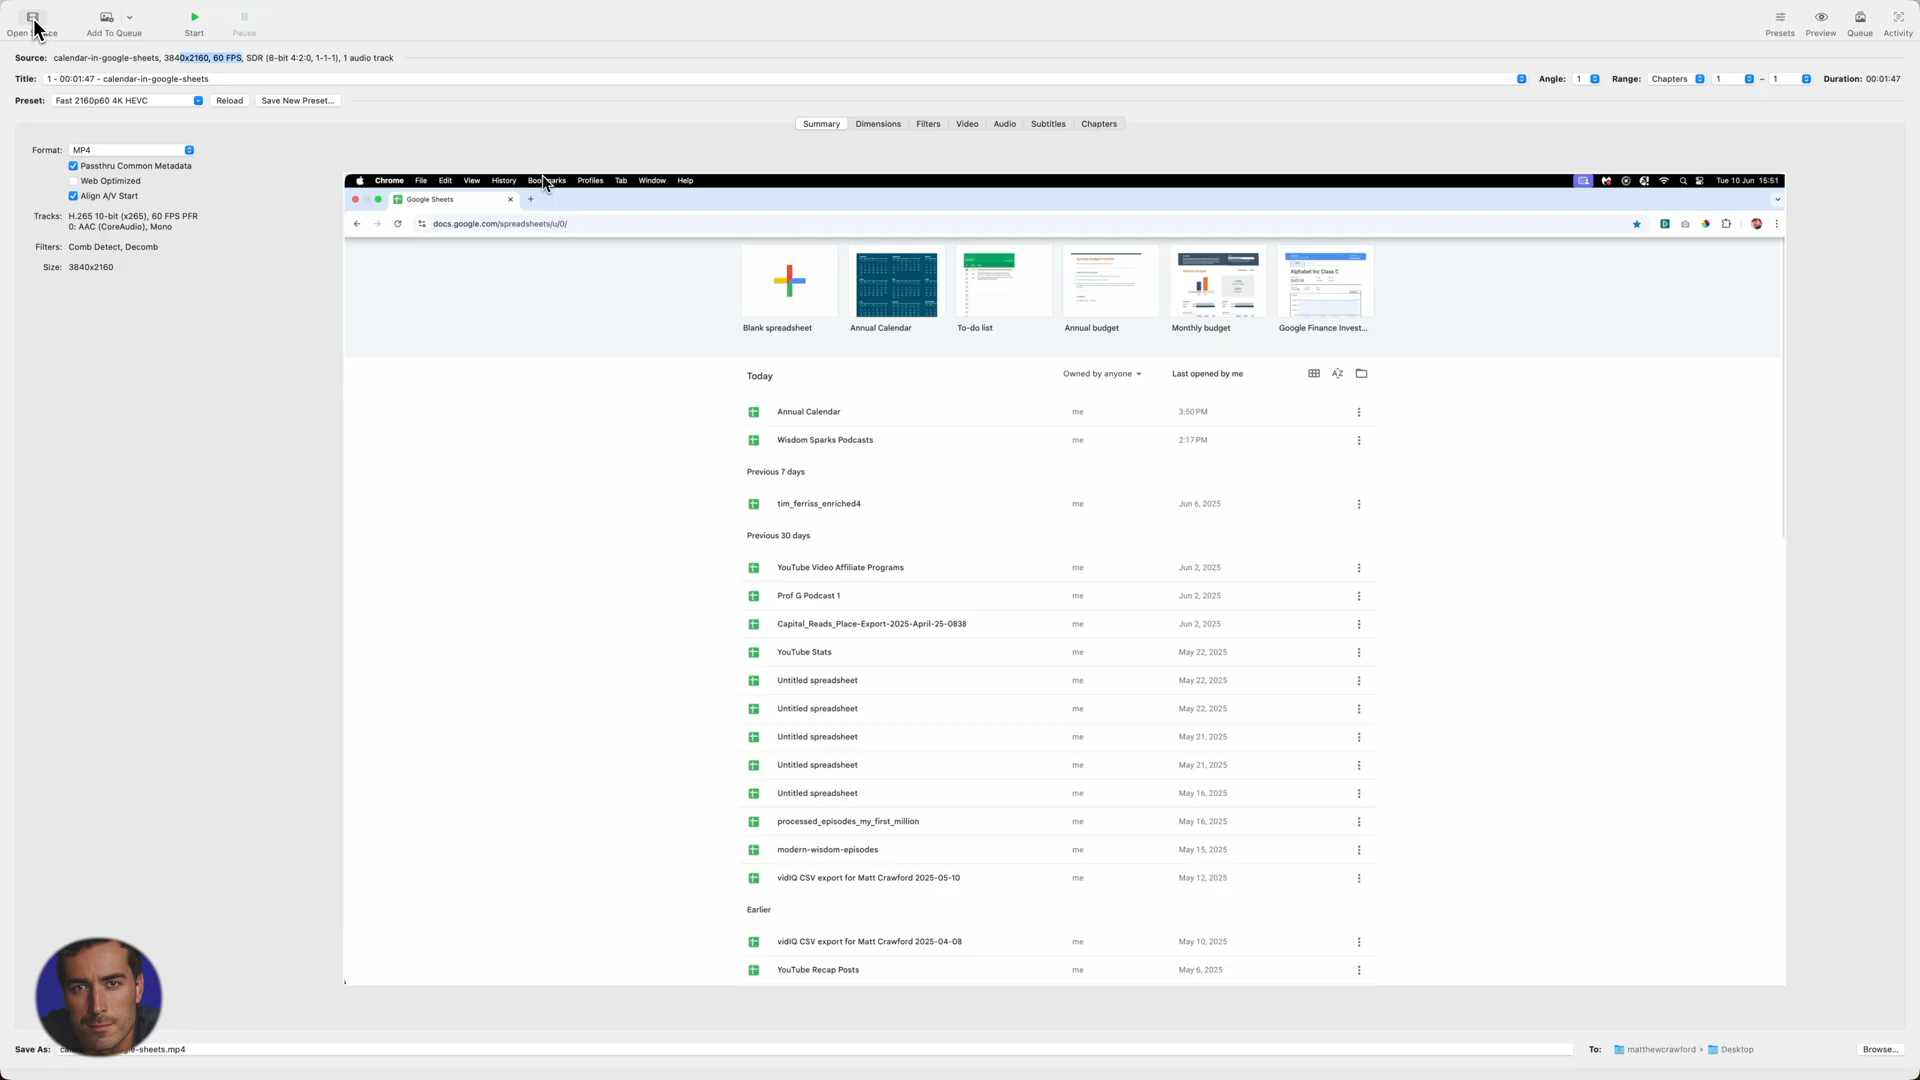 Open Source
Add To Queue
Start
Pause
Presets
Preview
Queue
Activity
Source: calendar-in-google-sheets, 3840x2160, 60 FPS, SDR (8-bit 4:2:0, 1-1-1), 1 audio track
Title: 1 - 00:01:47 - calendar-in-google-sheets
Angle: 1
Range: Chapters 1 – 1
Duration: 00:01:47
Preset: Fast 2160p60 4K HEVC
Reload
Save New Preset...
Summary
Dimensions
Filters
Video
Audio
Subtitles
Chapters
Format: MP4
Passthru Common Metadata
Web Optimized
Align A/V Start
Tracks: H.265 10-bit (x265), 60 FPS PFR
0: AAC (CoreAudio), Mono
Filters: Comb Detect, Decomb
Size: 3840x2160
Chrome File Edit View History Bookmarks Profiles Tab Window Help
Tue 10 Jun 15:51
Google Sheets
docs.google.com/spreadsheets/u/0/
Alphabet Inc Class C
Blank spreadsheet
Annual Calendar
To-do list
Annual budget
Monthly budget
Google Finance Invest...
Today
Owned by anyone
Last opened by me
Annual Calendar me 3:50 PM
Wisdom Sparks Podcasts me 2:17 PM
Previous 7 days
tim_ferriss_enriched4 me Jun 6, 2025
Previous 30 days
YouTube Video Affiliate Programs me Jun 2, 2025
Prof G Podcast 1 me Jun 2, 2025
Capital_Reads_Place-Export-2025-April-25-0838 me Jun 2, 2025
YouTube Stats me May 22, 2025
Untitled spreadsheet me May 22, 2025
Untitled spreadsheet me May 22, 2025
Untitled spreadsheet me May 21, 2025
Untitled spreadsheet me May 21, 2025
Untitled spreadsheet me May 16, 2025
processed_episodes_my_first_million me May 16, 2025
modern-wisdom-episodes me May 15, 2025
vidIQ CSV export for Matt Crawford 2025-05-10 me May 12, 2025
Earlier
vidIQ CSV export for Matt Crawford 2025-04-08 me May 10, 2025
YouTube Recap Posts me May 6, 2025
Save As: -sheets.mp4
To: matthewcrawford › Desktop
Browse...